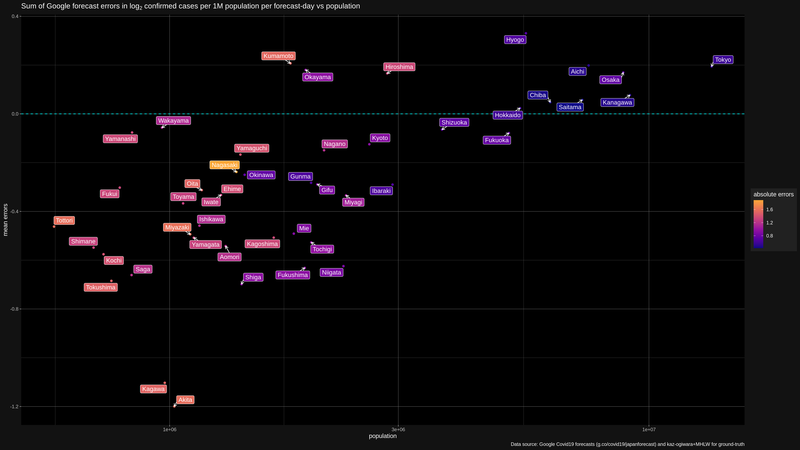 Sum of Google forecast errors in log₂ confirmed cases per 1M population per forecast-day vs population
0.4
Hyogo
Kumamoto
Tokyo
Hiroshima
Aichi
Okayama
Osaka
Chiba
Kanagawa
Saitama
0.0
Hokkaido
Wakayama
Shizuoka
Yamanashi
Kyoto
Fukuoka
Nagano
Yamaguchi
Nagasaki
Okinawa
Gunma
Oita
Ehime
Gifu
Ibaraki
Fukui
Toyama
Iwate
Miyagi
-0.4
Tottori
Ishikawa
Miyazaki
Mie
Shimane
Yamagata
Kagoshima
Tochigi
Aomori
Kochi
Saga
Niigata
Shiga
Fukushima
Tokushima
-0.8
Kagawa
Akita
-1.2
mean errors
1e+06
3e+06
1e+07
population
absolute errors
1.6
1.2
0.8
Data source: Google Covid19 forecasts (g.co/covid19/japanforecast) and kaz-ogiwara+MHLW for ground-truth